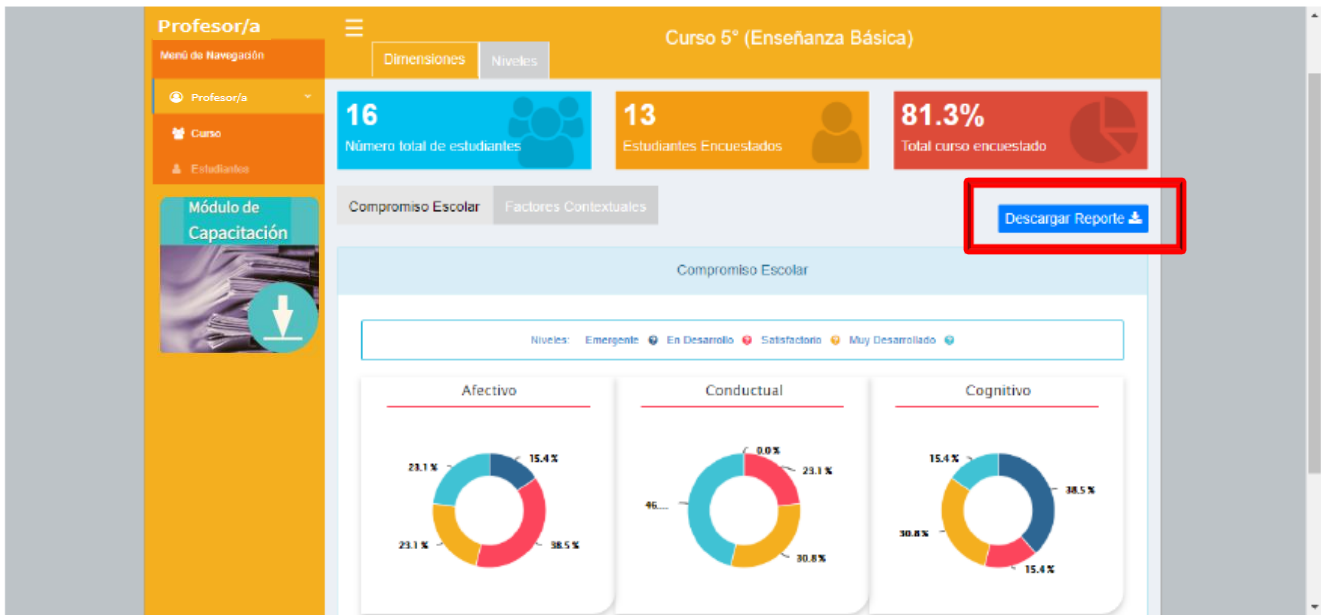 Profesor/a
Menú de Navegación
Profesor/a
Curso
Estudiantes
Módulo de
Capacitación
Curso 5° (Enseñanza Básica)
Dimensiones
Niveles
16
Número total de estudiantes
13
Estudiantes Encuestados
81.3%
Total curso encuestado
Compromiso Escolar
Factores Contextuales
Descargar Reporte
Compromiso Escolar
Niveles: Emergente En Desarrollo Satisfactorio Muy Desarrollado
Afectivo
23.1 %
15.4 %
23.1 %
38.5 %
Conductual
0.0 %
23.1 %
46....
30.8 %
Cognitivo
15.4 %
38.5 %
30.8 %
15.4 %